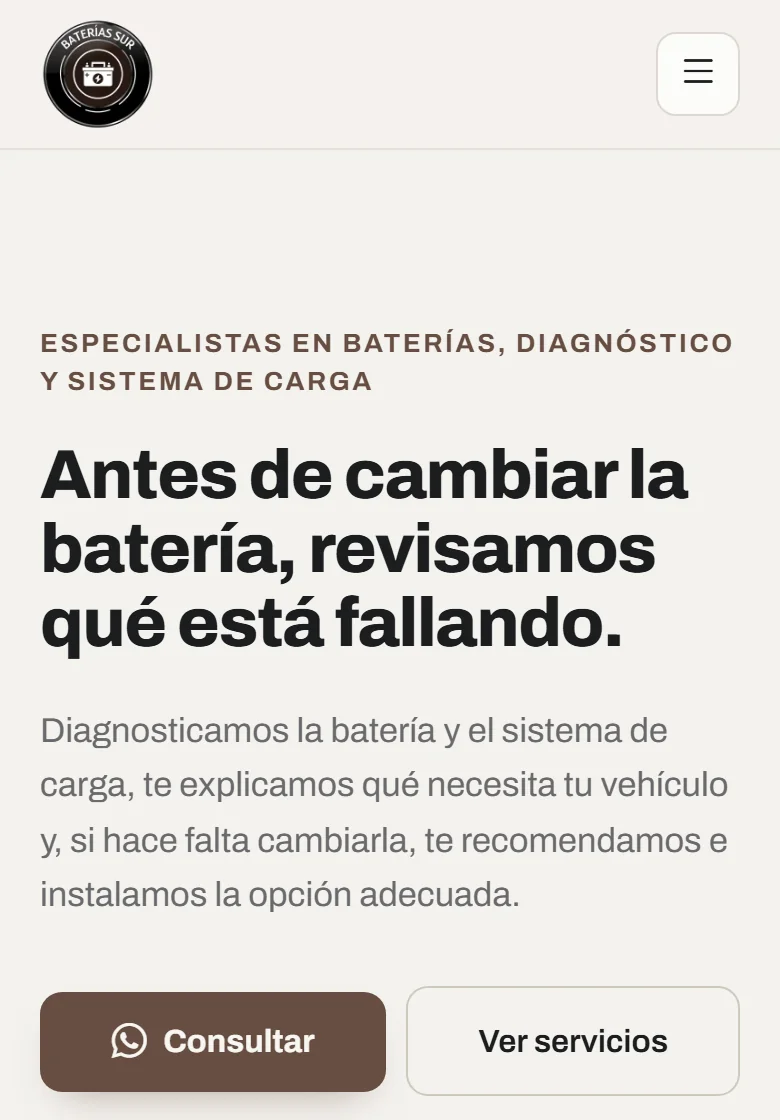 BATERÍAS SUR
ESPECIALISTAS EN BATERÍAS, DIAGNÓSTICO
Y SISTEMA DE CARGA
Antes de cambiar la
batería, revisamos
qué está fallando.
Diagnosticamos la batería y el sistema de
carga, te explicamos qué necesita tu vehículo
y, si hace falta cambiarla, te recomendamos e
instalamos la opción adecuada.
Consultar
Ver servicios